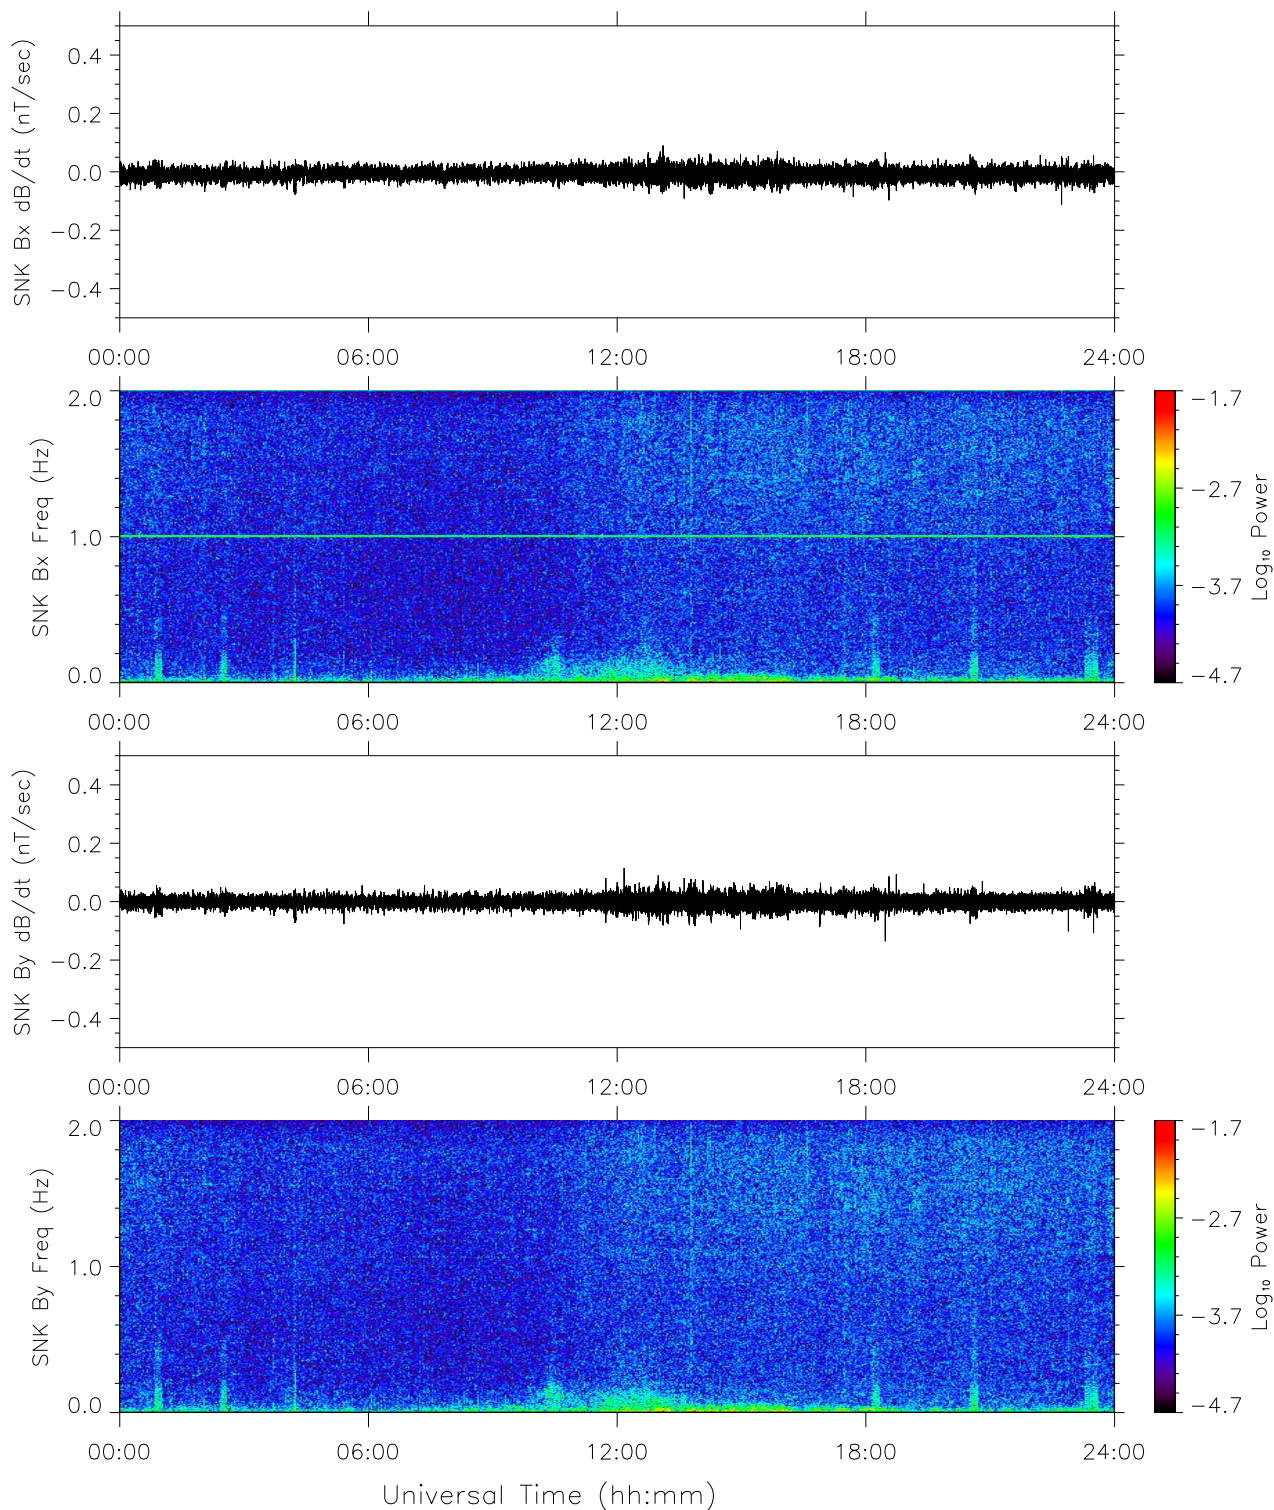 SNK Bx dB/dt (nT/sec)
0.4
0.2
0.0
−0.2
−0.4
00:00 06:00 12:00 18:00 24:00
SNK Bx Freq (Hz)
2.0
1.0
0.0
00:00 06:00 12:00 18:00 24:00
−1.7
−2.7
−3.7
−4.7
Log₁₀ Power
SNK By dB/dt (nT/sec)
0.4
0.2
0.0
−0.2
−0.4
00:00 06:00 12:00 18:00 24:00
SNK By Freq (Hz)
2.0
1.0
0.0
00:00 06:00 12:00 18:00 24:00
−1.7
−2.7
−3.7
−4.7
Log₁₀ Power
Universal Time (hh:mm)